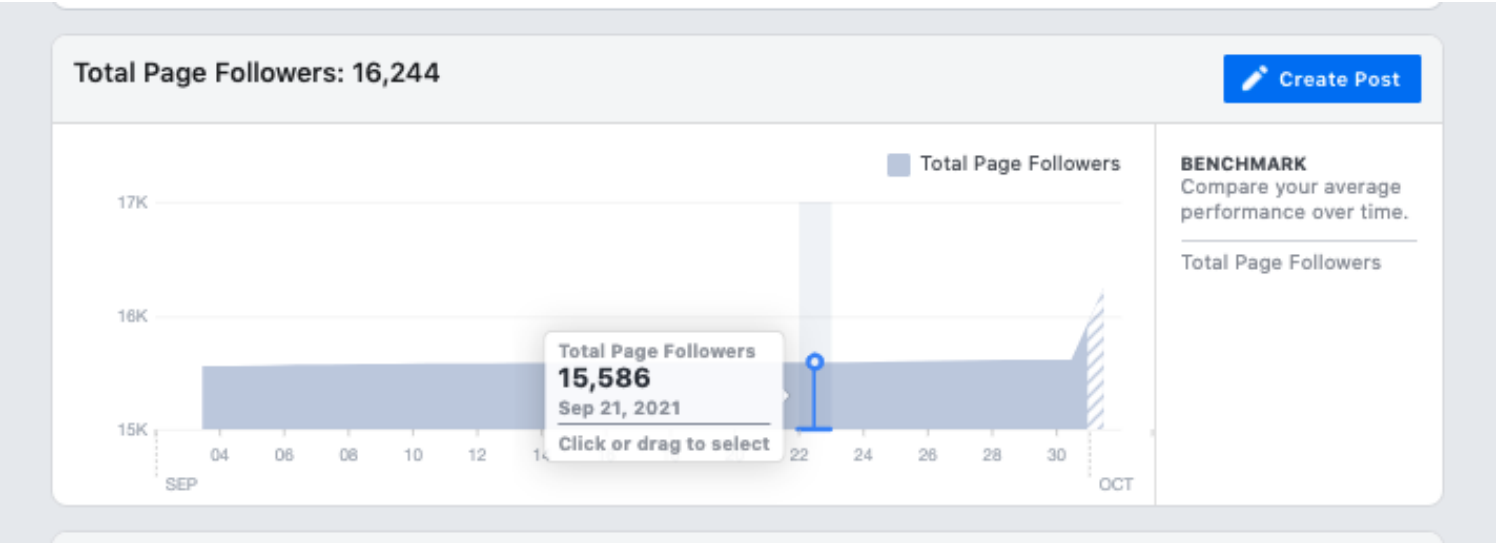 Total Page Followers: 16,244
Create Post
Total Page Followers
BENCHMARK
Compare your average
performance over time.
Total Page Followers
17K
16K
15K
Total Page Followers
15,586
Sep 21, 2021
Click or drag to select
04 06 08 10 12 22 24 26 28 30
SEP OCT